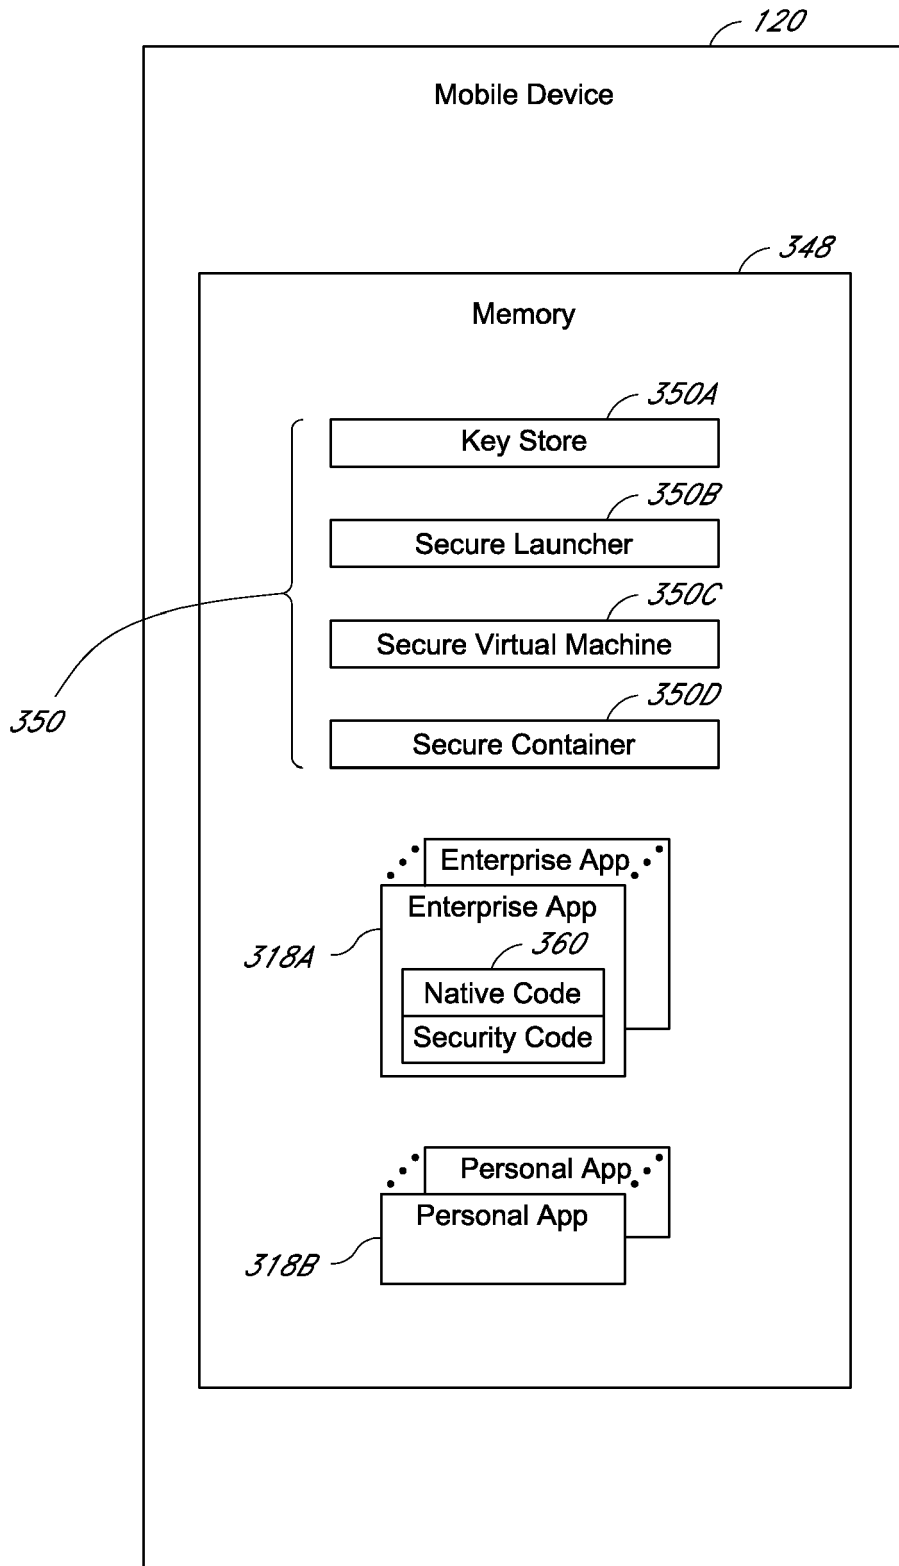 120
Mobile Device
348
Memory
350A
Key Store
350B
Secure Launcher
350C
Secure Virtual Machine
350
350D
Secure Container
Enterprise App
Enterprise App
318A
360
Native Code
Security Code
Personal App
Personal App
318B